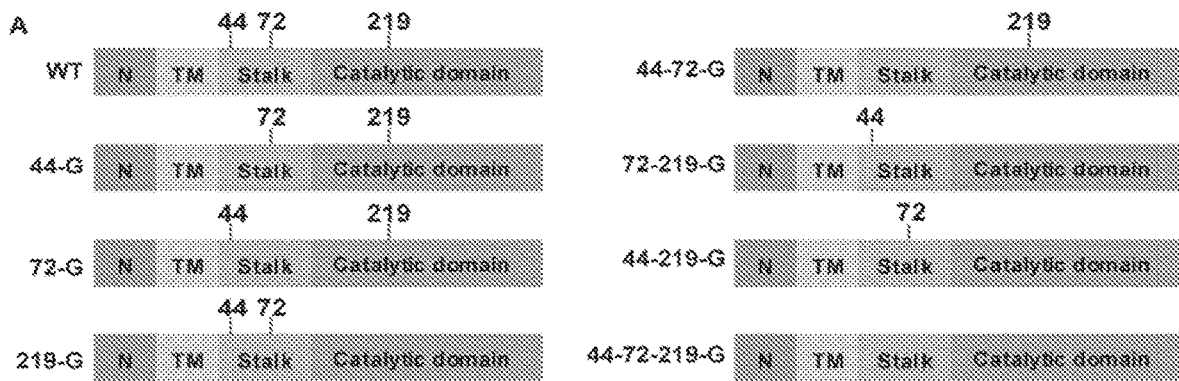 A
44 72 219
WT N TM Stalk Catalytic domain
72 219
44-G N TM Stalk Catalytic domain
44 219
72-G N TM Stalk Catalytic domain
44 72
219-G N TM Stalk Catalytic domain
219
44-72-G N TM Stalk Catalytic domain
44
72-219-G N TM Stalk Catalytic domain
72
44-219-G N TM Stalk Catalytic domain
44-72-219-G N TM Stalk Catalytic domain